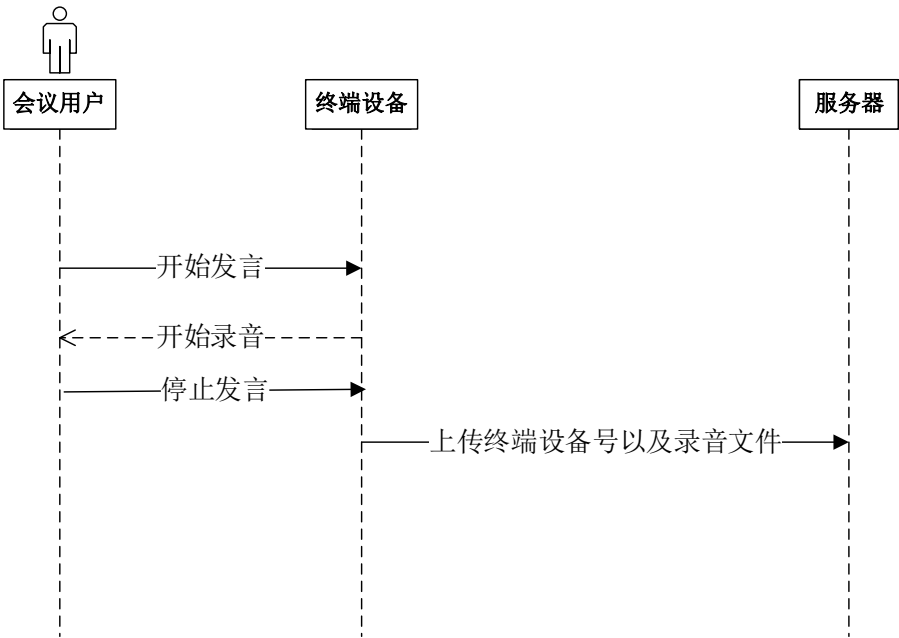 会议用户
终端设备
服务器
开始发言
开始录音
停止发言
上传终端设备号以及录音文件